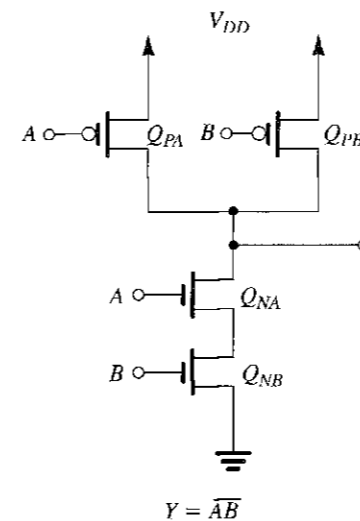 V_DD
A Q_PA B Q_PB
A Q_NA
B Q_NB
Y = \overline{AB}